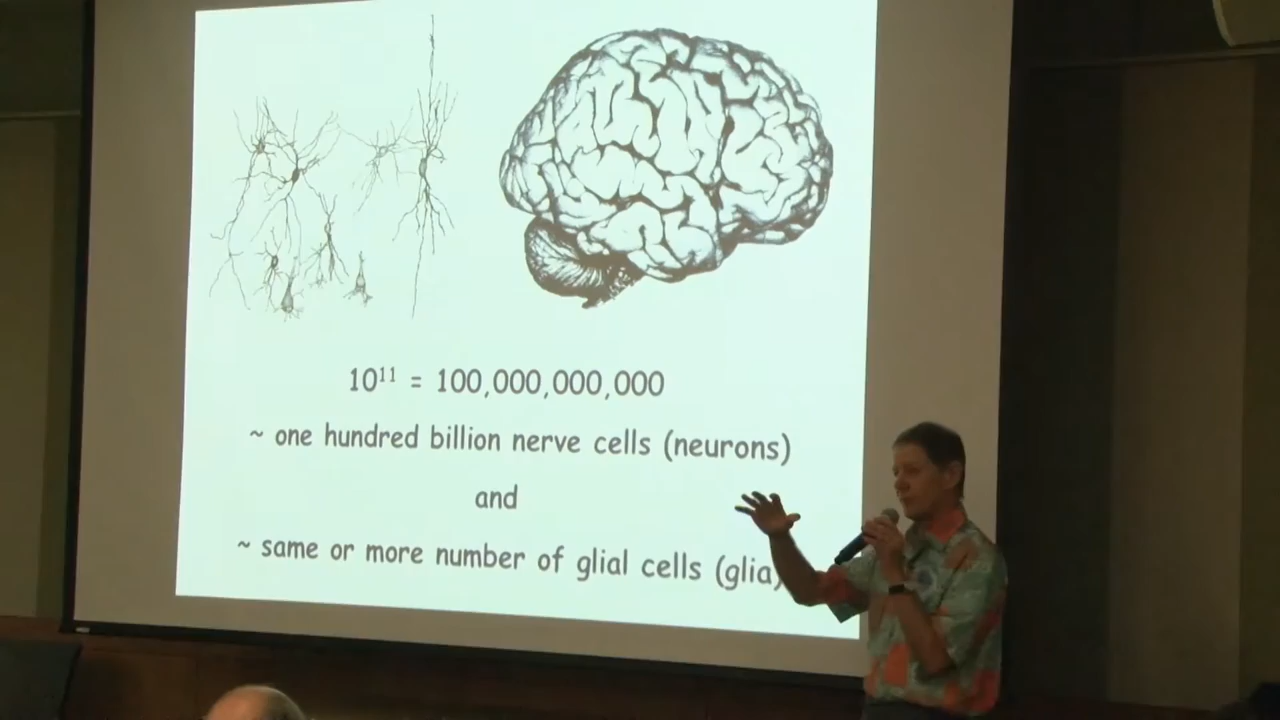 10¹¹ = 100,000,000,000
~ one hundred billion nerve cells (neurons)
and
~ same or more number of glial cells (glia)